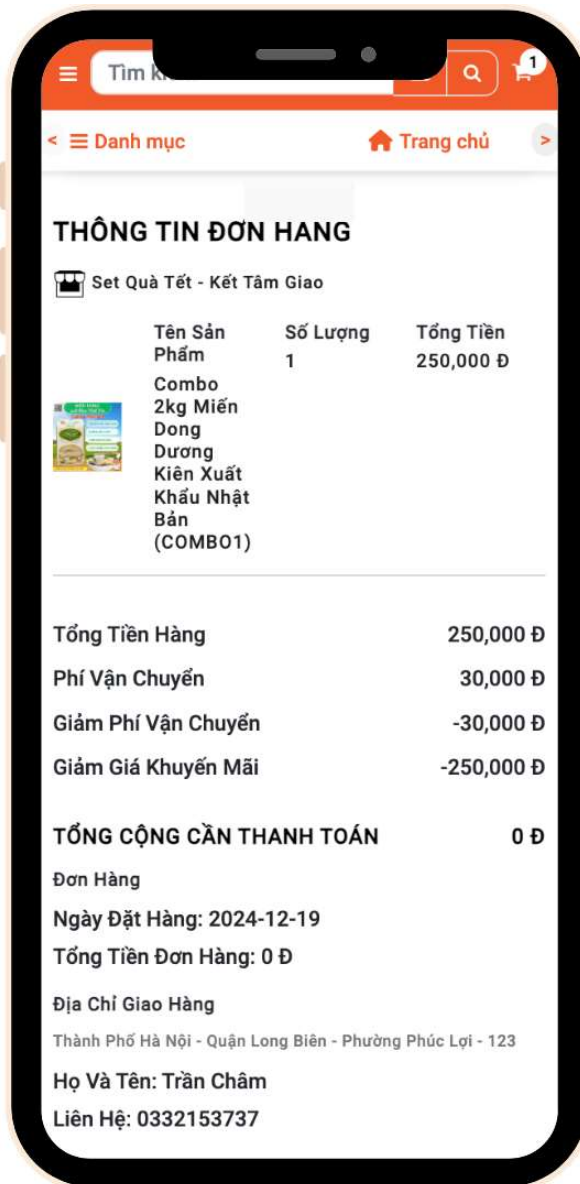 1
Tìm k
< Danh mục Trang chủ >
THÔNG TIN ĐƠN HANG
Set Quà Tết - Kết Tâm Giao
Tên Sản Phẩm
Số Lượng
Tổng Tiền
1
250,000 Đ
Combo
2kg Miến
Dong
Dương
Kiên Xuất
Khẩu Nhật
Bản
(COMBO1)
Tổng Tiền Hàng 250,000 Đ
Phí Vận Chuyển 30,000 Đ
Giảm Phí Vận Chuyển -30,000 Đ
Giảm Giá Khuyến Mãi -250,000 Đ
TỔNG CỘNG CẦN THANH TOÁN 0 Đ
Đơn Hàng
Ngày Đặt Hàng: 2024-12-19
Tổng Tiền Đơn Hàng: 0 Đ
Địa Chỉ Giao Hàng
Thành Phố Hà Nội - Quận Long Biên - Phường Phúc Lợi - 123
Họ Và Tên: Trần Châm
Liên Hệ: 0332153737